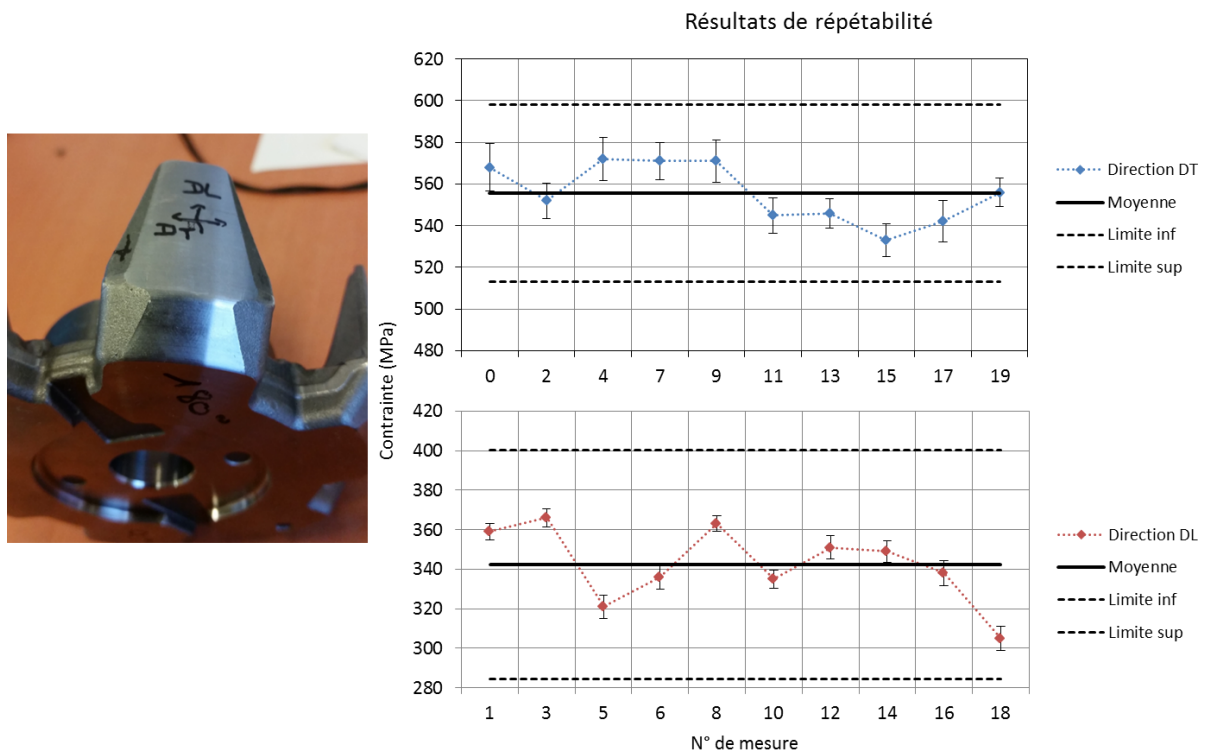 Résultats de répétabilité
620
600
580
560
540
520
510
500
480
0 2 4 7 9 11 13 15 17 19
Direction DT
Moyenne
Limite inf
Limite sup
Contrainte (MPa)
420
400
380
360
340
320
300
280
1 3 5 6 8 10 12 14 16 18
N° de mesure
Direction DL
Moyenne
Limite inf
Limite sup
180°